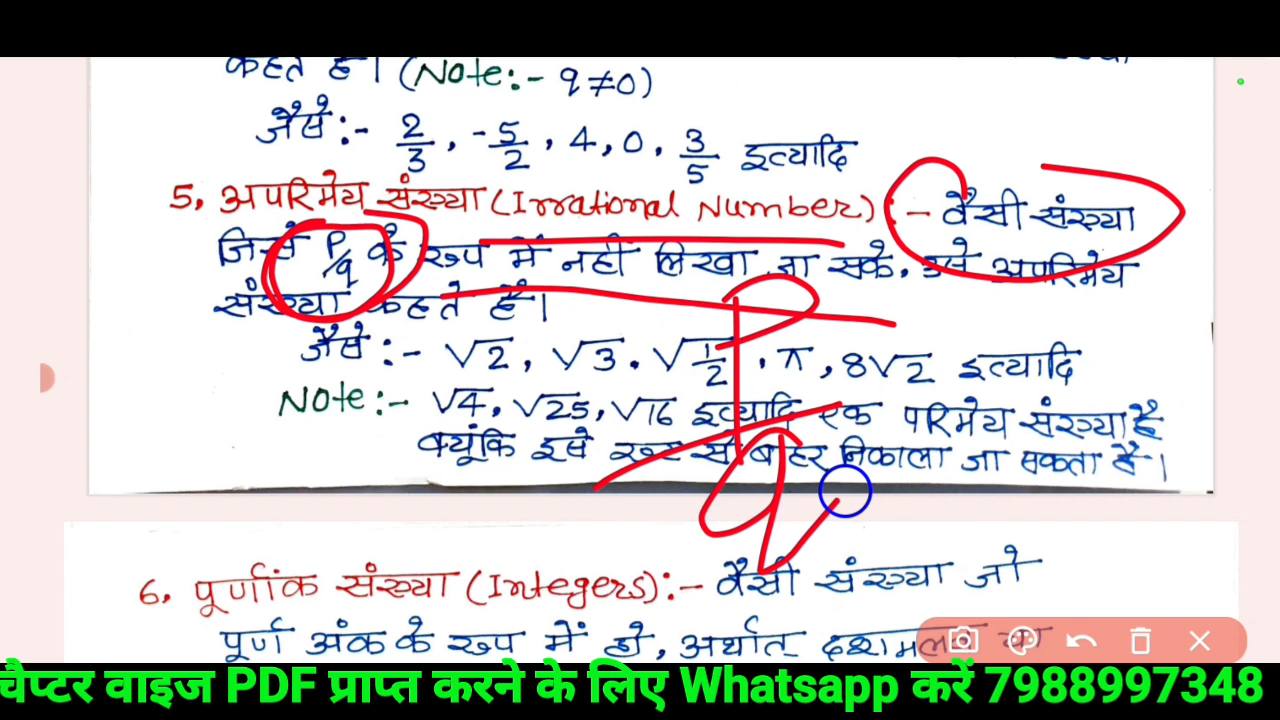 कहते हैं। (Note:- q≠0)
जैसे:- 2/3, -5/2, 4, 0, 3/5 इत्यादि
5, अपरिमेय संख्या (Irrational Number) :- वैसी संख्या
जिसे P/q के रूप में नहीं लिखा जा सके, उसे अपरिमेय
संख्या कहते हैं।
जैसे:- √2, √3. √1/2, π, 8√2 इत्यादि
Note:- √4, √25, √16 इत्यादि एक परिमेय संख्या है
क्यूंकि इसे रूट से बाहर निकाला जा सकता है।
P
q
6, पूर्णांक संख्या (Integers):- वैसी संख्या जो
पूर्ण अंक के रूप में हो, अर्थात दशमलव या
चैप्टर वाइज PDF प्राप्त करने के लिए Whatsapp करें 7988997348